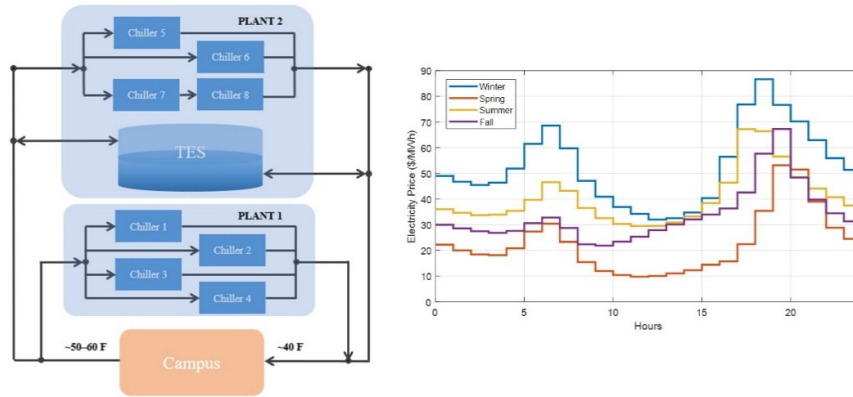 PLANT 2
Chiller 5
Chiller 6
Chiller 7
Chiller 8
TES
PLANT 1
Chiller 1
Chiller 2
Chiller 3
Chiller 4
~50–60 F
Campus
~40 F
Electricity Price ($/MWh)
90
80
70
60
50
40
30
20
10
0
Winter
Spring
Summer
Fall
0 5 10 15 20
Hours